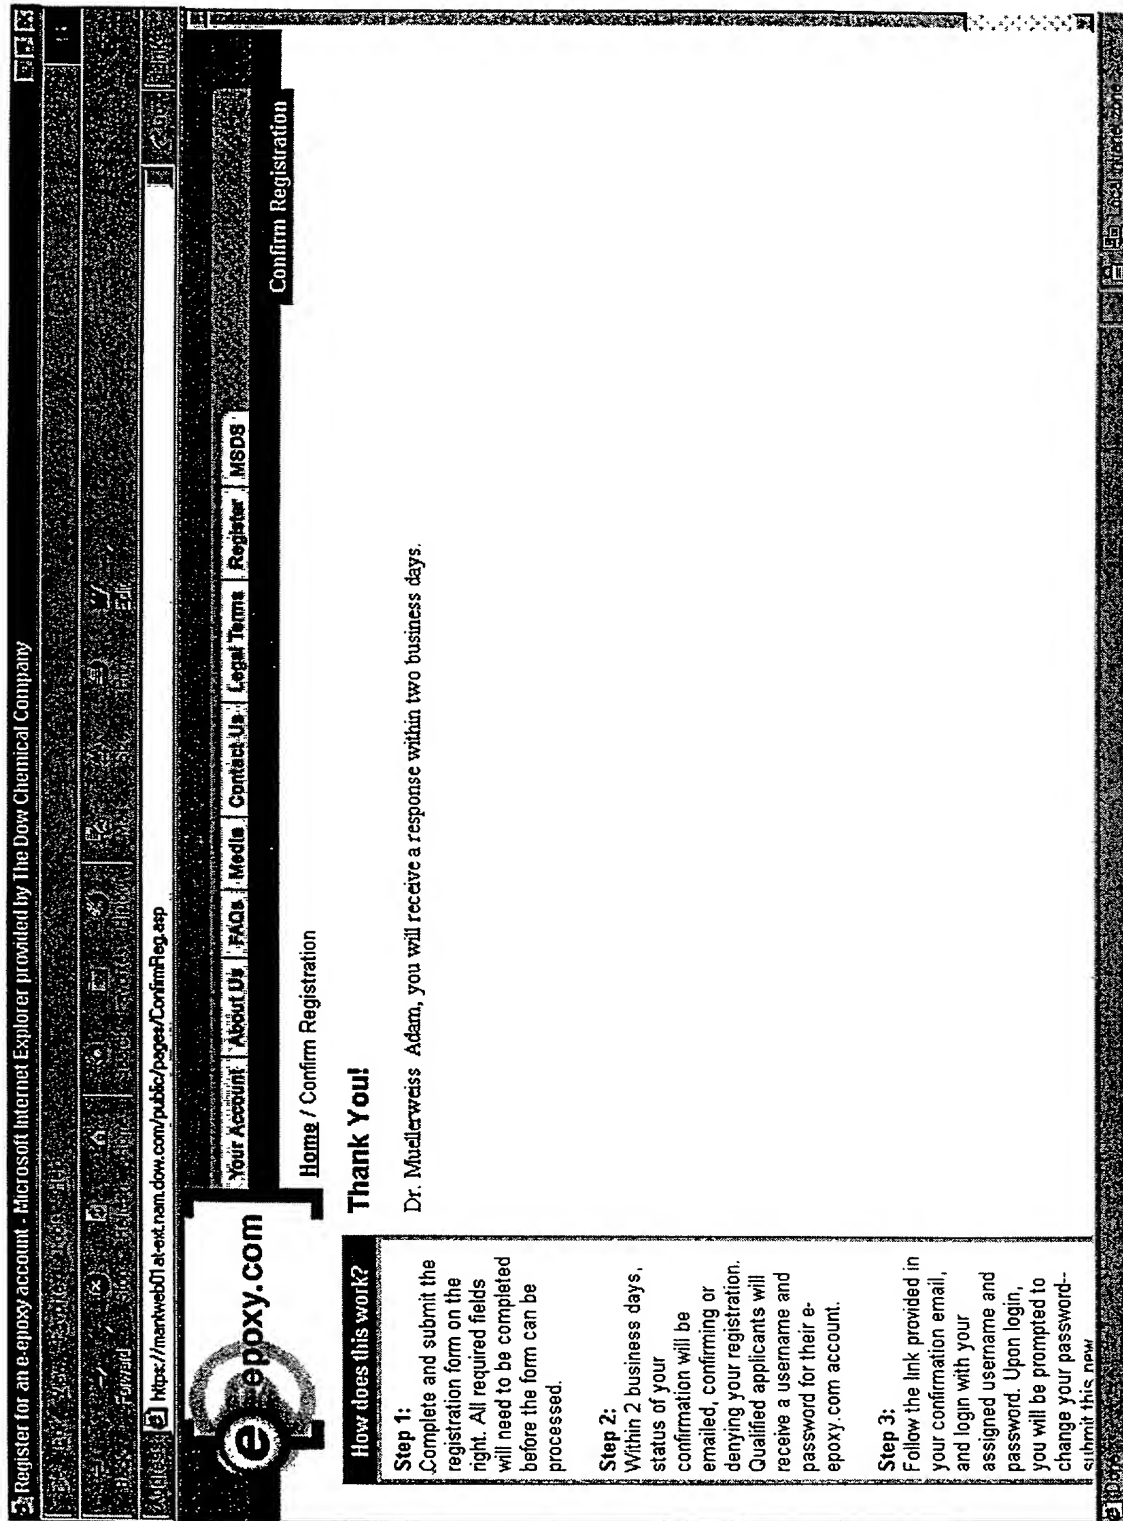 Register for an e-epoxy account - Microsoft Internet Explorer provided by The Dow Chemical Company
Forward
Edit
https://markweb01at-ext.nam.dow.com/public/pages/ConfirmReg.asp
e-epoxy.com
Your Account About Us FAQs Media Contact Us Legal Terms Register MSDS
Confirm Registration
Home / Confirm Registration
How does this work?
Step 1:
Complete and submit the
registration form on the
right. All required fields
will need to be completed
before the form can be
processed.
Step 2:
Within 2 business days,
status of your
confirmation will be
emailed, confirming or
denying your registration.
Qualified applicants will
receive a username and
password for their e-
epoxy.com account.
Step 3:
Follow the link provided in
your confirmation email,
and login with your
assigned username and
password. Upon login,
you will be prompted to
change your password--
submit this new
Thank You!
Dr. Muellerweiss Adam, you will receive a response within two business days.
Local intranet zone